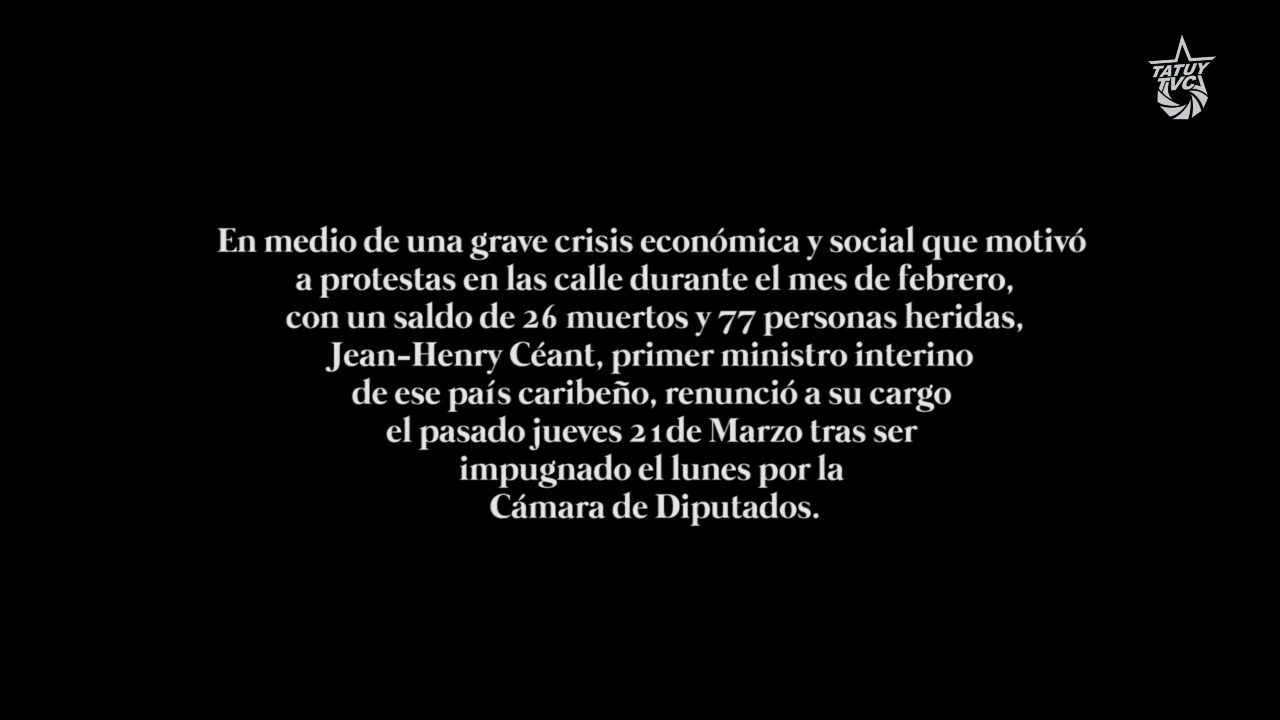 TATUY
TVC
En medio de una grave crisis económica y social que motivó
a protestas en las calle durante el mes de febrero,
con un saldo de 26 muertos y 77 personas heridas,
Jean-Henry Céant, primer ministro interino
de ese país caribeño, renunció a su cargo
el pasado jueves 21de Marzo tras ser
impugnado el lunes por la
Cámara de Diputados.